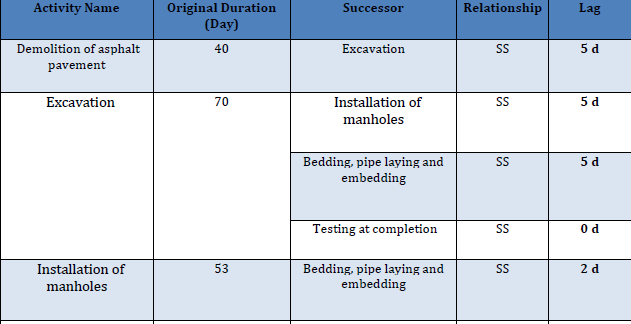 Activity Name Original Duration (Day) Successor Relationship Lag
Demolition of asphalt pavement 40 Excavation SS 5 d
Excavation 70 Installation of manholes SS 5 d
Bedding, pipe laying and embedding SS 5 d
Testing at completion SS 0 d
Installation of manholes 53 Bedding, pipe laying and embedding SS 2 d